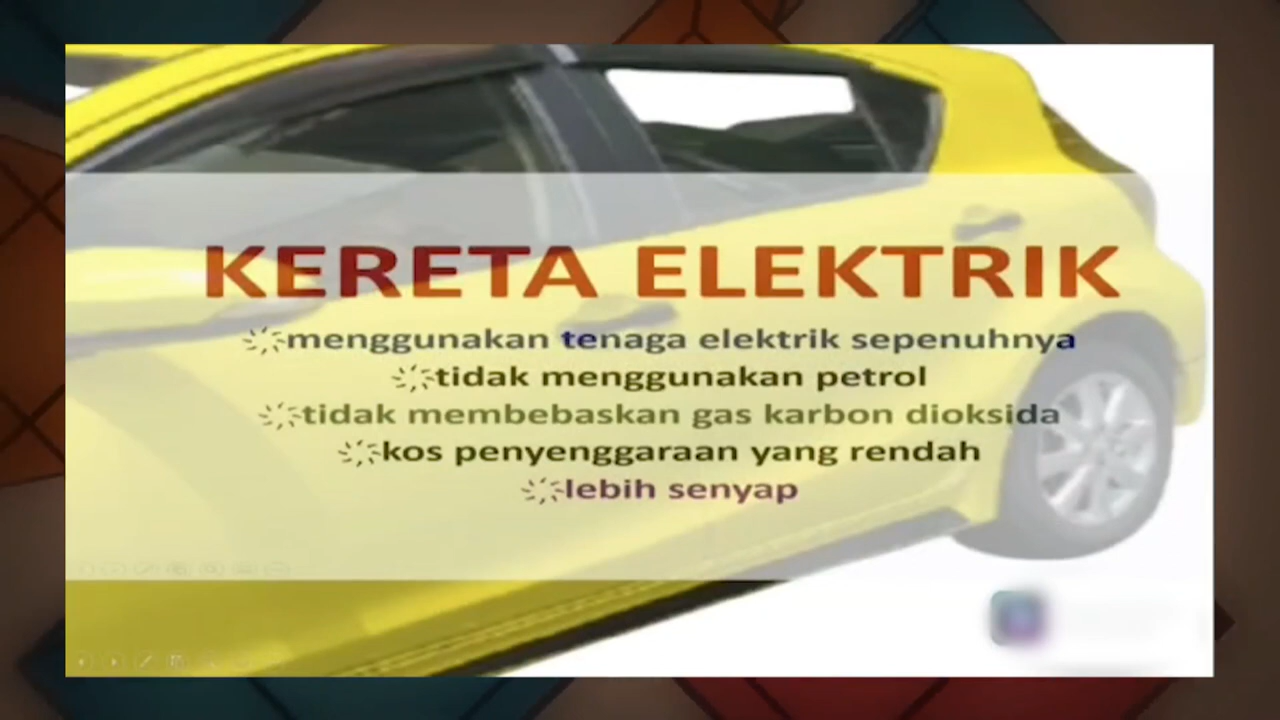 KERETA ELEKTRIK
menggunakan tenaga elektrik sepenuhnya
tidak menggunakan petrol
tidak membebaskan gas karbon dioksida
kos penyenggaraan yang rendah
lebih senyap